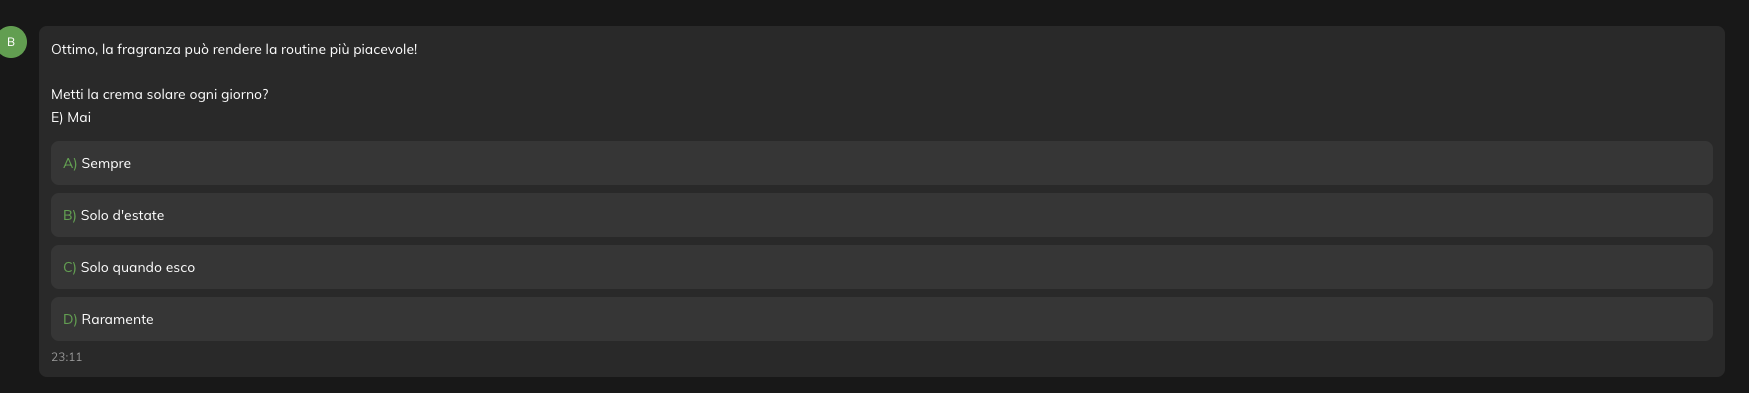 B
Ottimo, la fragranza può rendere la routine più piacevole!
Metti la crema solare ogni giorno?
E) Mai
A) Sempre
B) Solo d'estate
C) Solo quando esco
D) Raramente
23:11